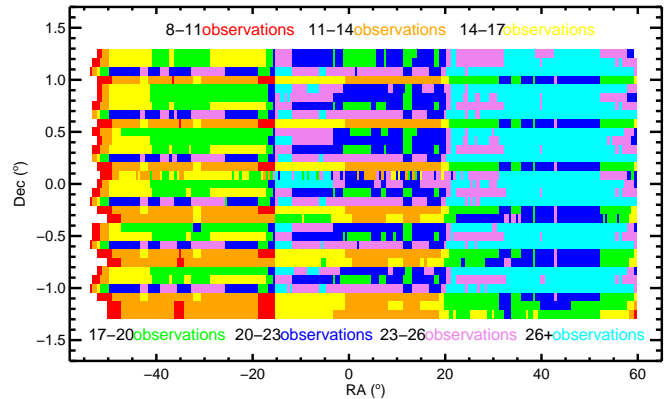 8−11observations 11−14observations 14−17observations
1.5
1.0
0.5
0.0
−0.5
−1.0
−1.5
Dec (°)
17−20observations 20−23observations 23−26observations 26+observations
−40 −20 0 20 40 60
RA (°)